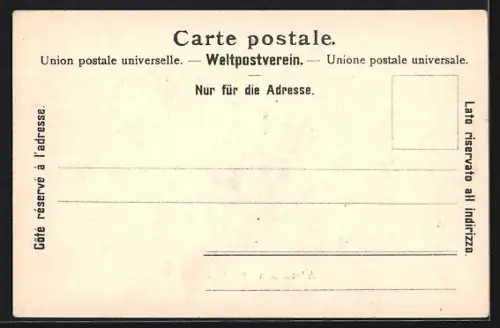 Carte postale.
Union postale universelle. — Weltpostverein. — Unione postale universale.
Nur für die Adresse.
Côté réservé à l'adresse.
Lato riservato all indirizzo.